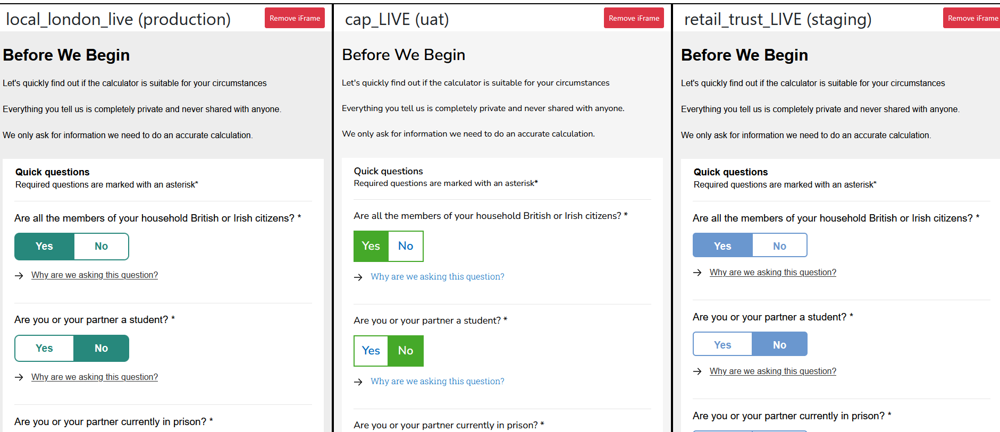 local_london_live (production)
Remove iFrame
Before We Begin
Let's quickly find out if the calculator is suitable for your circumstances
Everything you tell us is completely private and never shared with anyone.
We only ask for information we need to do an accurate calculation.
Quick questions
Required questions are marked with an asterisk*
Are all the members of your household British or Irish citizens? *
Yes No
Why are we asking this question?
Are you or your partner a student? *
Yes No
Why are we asking this question?
Are you or your partner currently in prison? *
cap_LIVE (uat)
Remove iFrame
Before We Begin
Let's quickly find out if the calculator is suitable for your circumstances
Everything you tell us is completely private and never shared with anyone.
We only ask for information we need to do an accurate calculation.
Quick questions
Required questions are marked with an asterisk*
Are all the members of your household British or Irish citizens? *
Yes No
Why are we asking this question?
Are you or your partner a student? *
Yes No
Why are we asking this question?
Are you or your partner currently in prison? *
retail_trust_LIVE (staging)
Remove iFrame
Before We Begin
Let's quickly find out if the calculator is suitable for your circumstances
Everything you tell us is completely private and never shared with anyone.
We only ask for information we need to do an accurate calculation.
Quick questions
Required questions are marked with an asterisk*
Are all the members of your household British or Irish citizens? *
Yes No
Why are we asking this question?
Are you or your partner a student? *
Yes No
Why are we asking this question?
Are you or your partner currently in prison? *